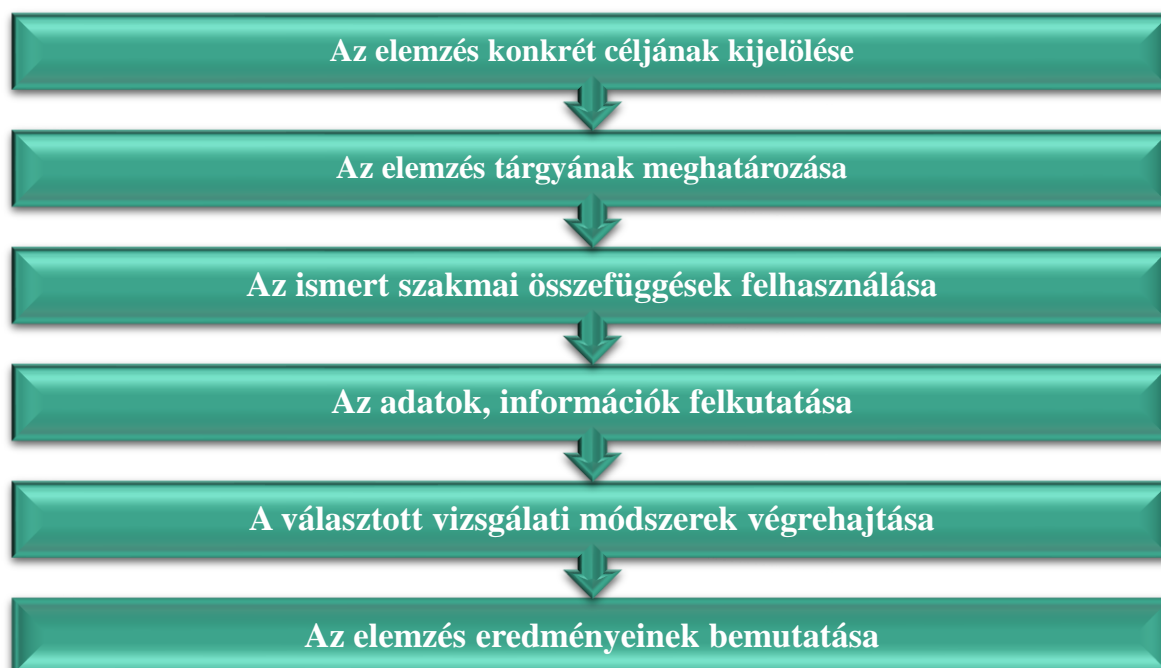 Az elemzés konkrét céljának kijelölése
Az elemzés tárgyának meghatározása
Az ismert szakmai összefüggések felhasználása
Az adatok, információk felkutatása
A választott vizsgálati módszerek végrehajtása
Az elemzés eredményeinek bemutatása